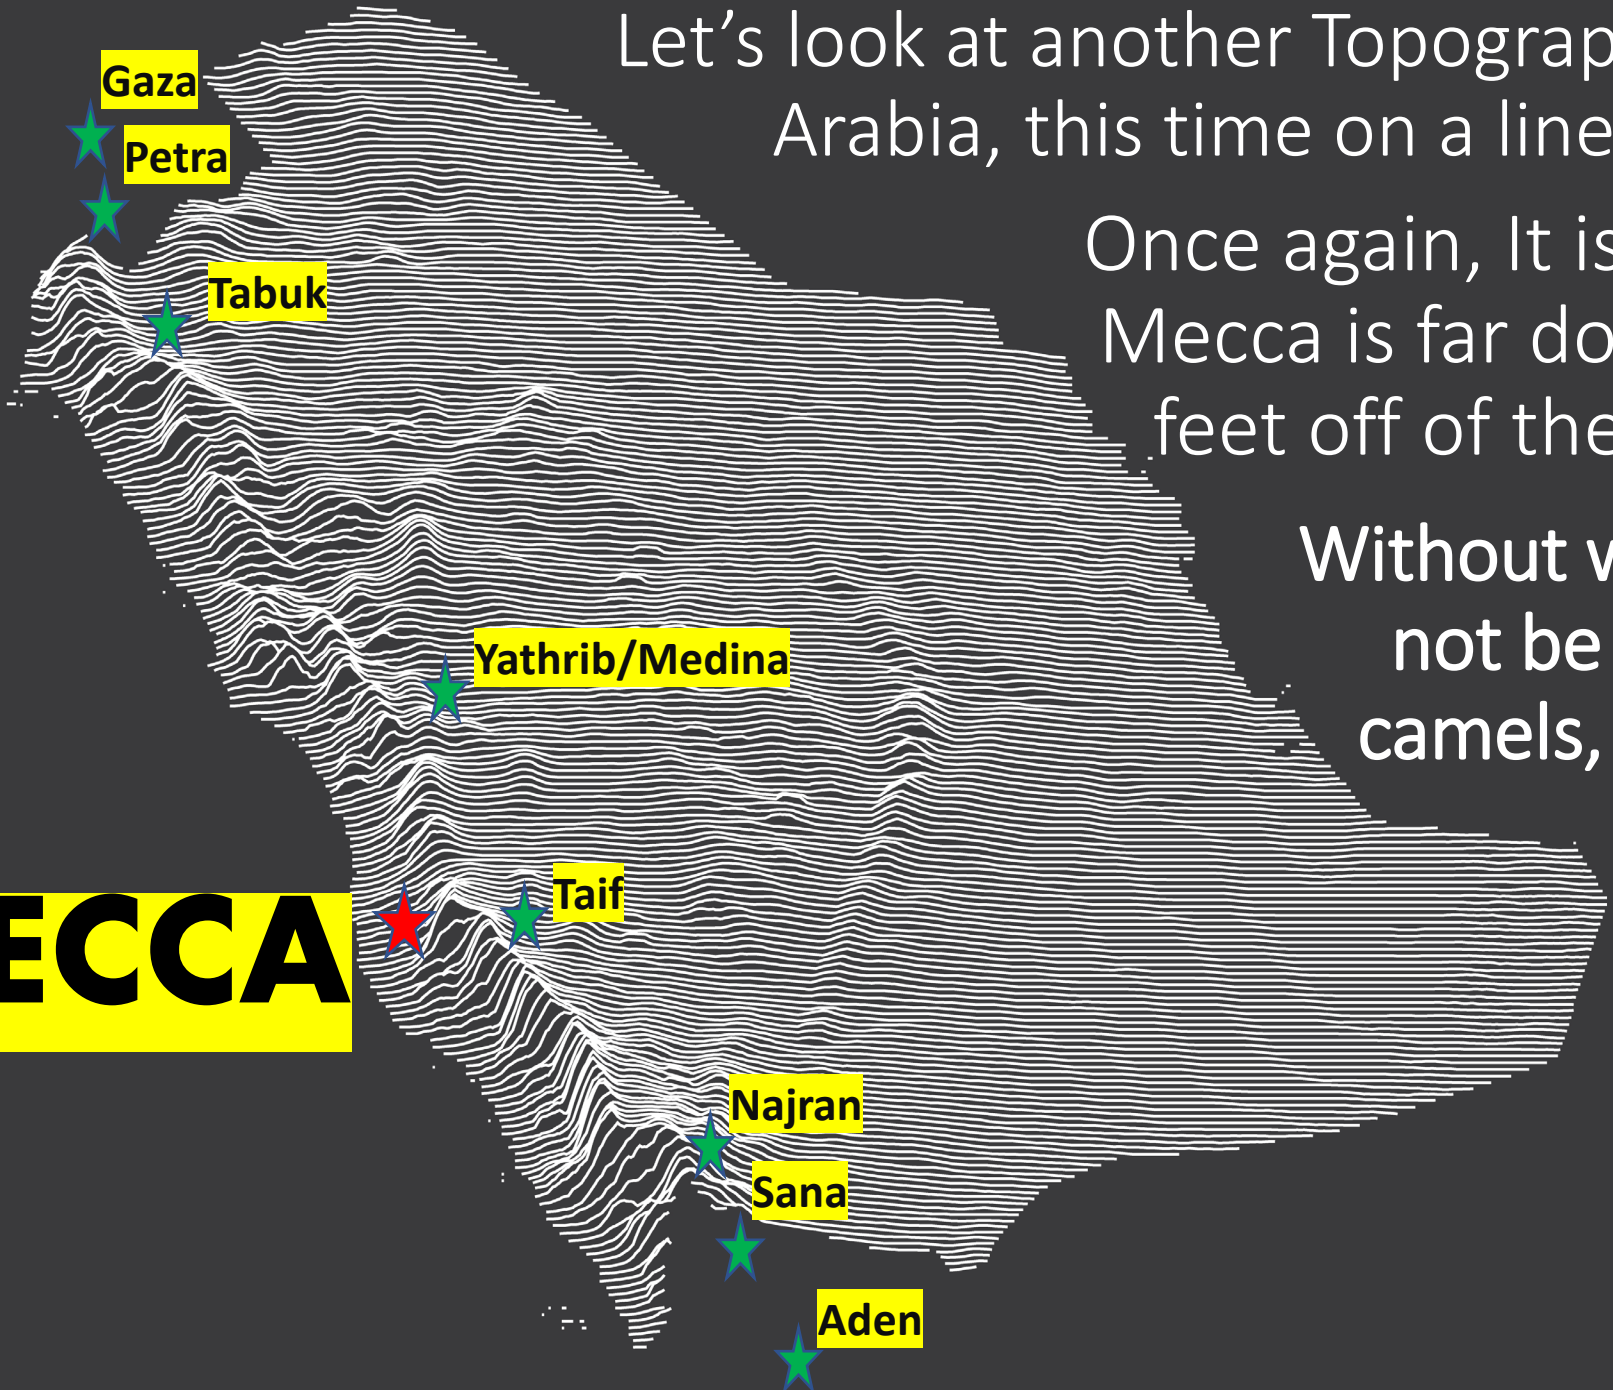 Let's look at another Topograp
Arabia, this time on a line
Once again, It is
Mecca is far do
feet off of the
Without w
not be
camels,
Gaza
Petra
Tabuk
Yathrib/Medina
ECCA
Taif
Najran
Sana
Aden